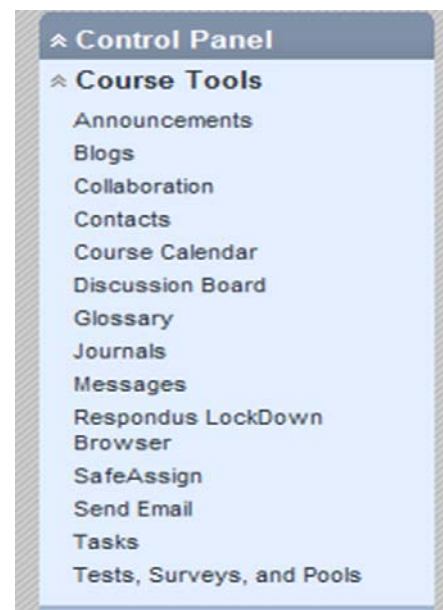 Control Panel
Course Tools
Announcements
Blogs
Collaboration
Contacts
Course Calendar
Discussion Board
Glossary
Journals
Messages
Respondus LockDown
Browser
SafeAssign
Send Email
Tasks
Tests, Surveys, and Pools